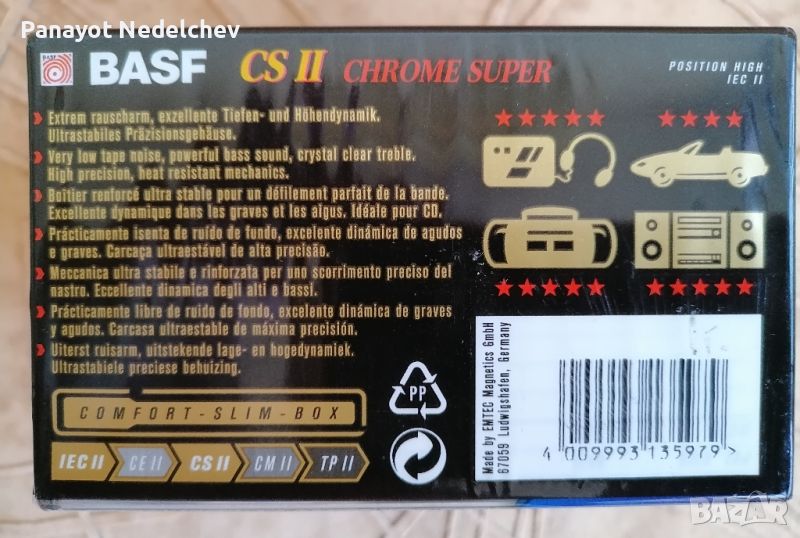 Panayot Nedelchev
BASF
BASF CS II CHROME SUPER
POSITION HIGH
IEC II
Extrem rauscharm, exzellente Tiefen- und Höhendynamik.
Ultrastabiles Präzisionsgehäuse.
Very low tape noise, powerful bass sound, crystal clear treble.
High precision, heat resistant mechanics.
Boîtier renforcé ultra stable pour un défilement parfait de la bande.
Excellente dynamique dans les graves et les aigus. Idéale pour CD.
Prácticamente isenta de ruído de fundo, excelente dinâmica de agudos
e graves. Carcaça ultraestável de alta precisão.
Meccanica ultra stabile e rinforzata per uno scorrimento preciso del
nastro. Eccellente dinamica degli alti e bassi.
Prácticamente libre de ruido de fondo, excelente dinámica de graves
y agudos. Carcasa ultraestable de máxima precisión.
Uiterst ruisarm, uitstekende lage- en hogedynamiek.
Ultrastabiele preciese behuizing.
COMFORT-SLIM-BOX
IEC II CE II CS II CM II TP II
PP
Made by EMTEC Magnetics GmbH
67059 Ludwigshafen, Germany
4 009993 135979 >
BAZAR